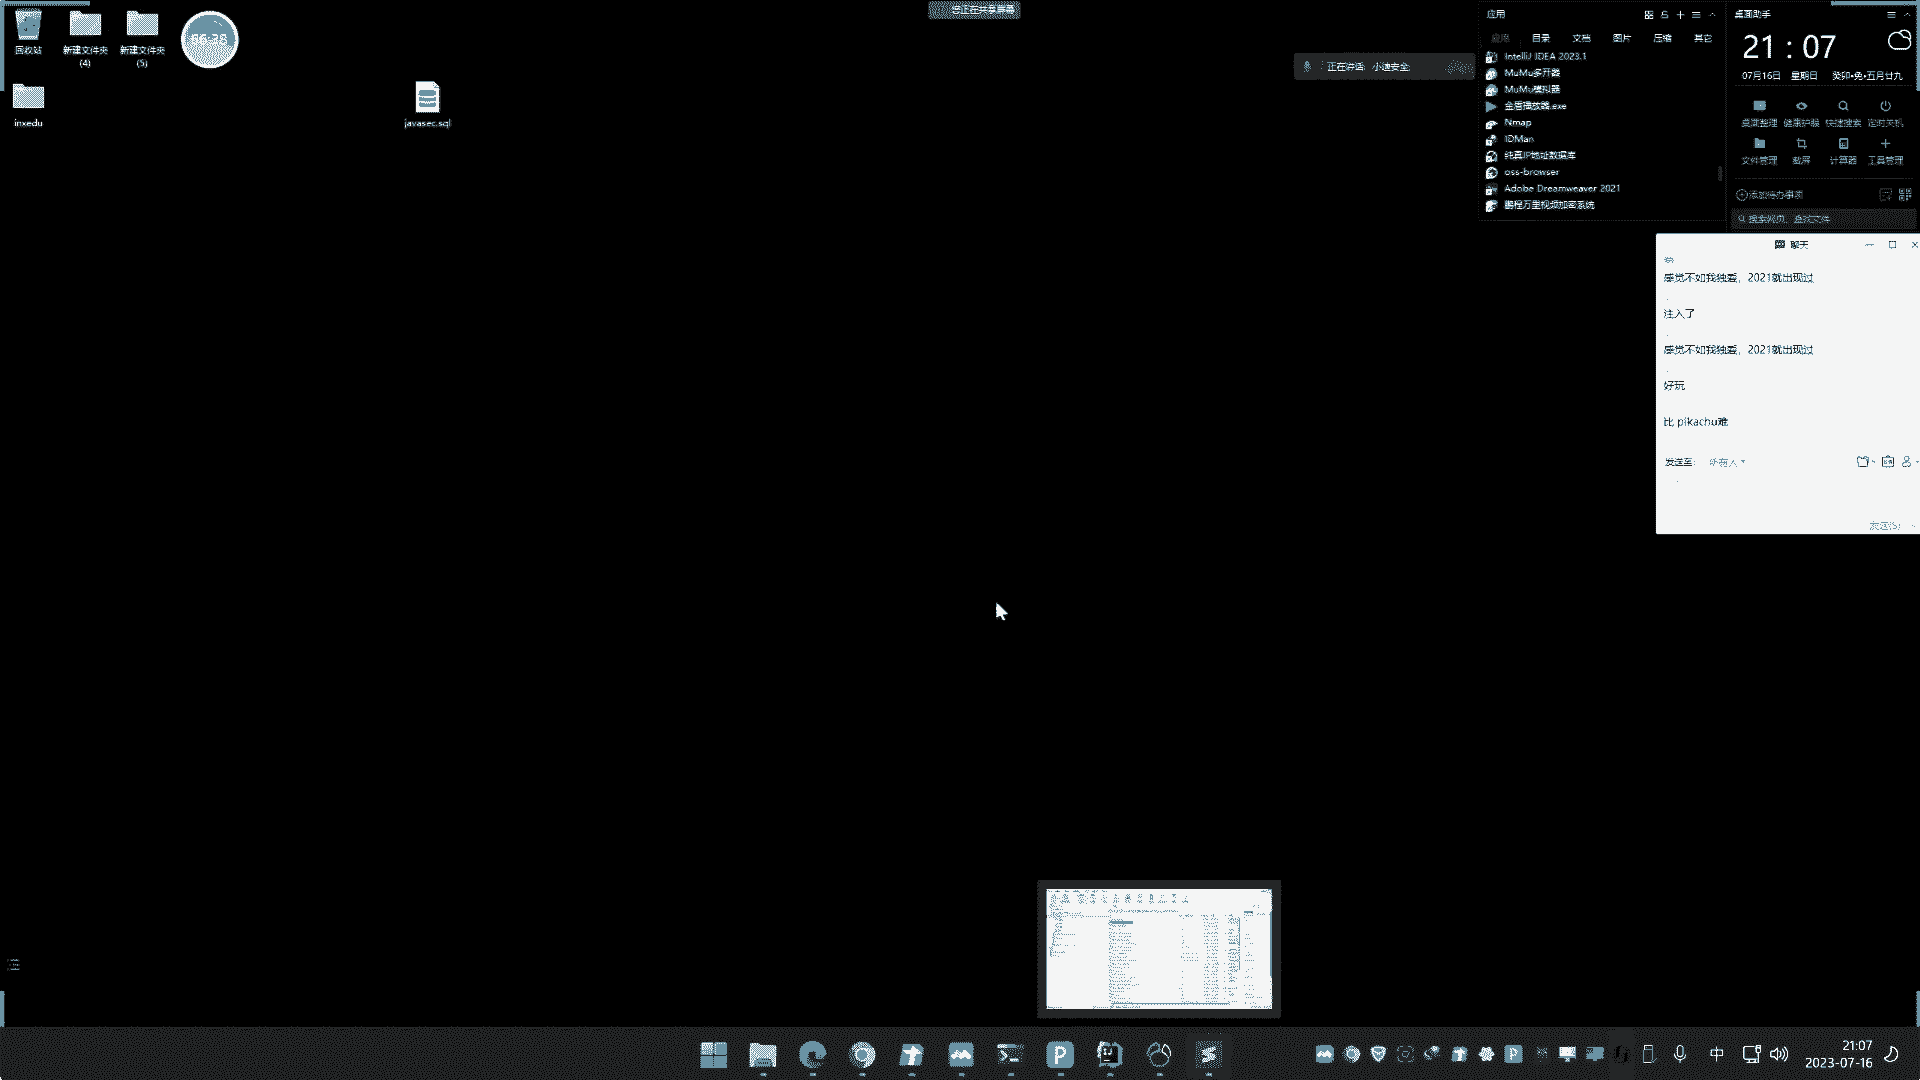 您正在共享屏幕
回收站
新建文件夹
(4)
新建文件夹
(5)
66:38
inxedu
javasec.sql
正在讲话: 小迪安全;
应用
应用 目录 文档 图片 压缩 其它
IntelliJ IDEA 2023.1
MuMu多开器
MuMu模拟器
金盾播放器.exe
Nmap
IDMan
纯真IP地址数据库
oss-browser
Adobe Dreamweaver 2021
鹏程万里视频加密系统
桌面助手
21 : 07
07月16日 星期日 癸卯•兔•五月廿九
桌面整理 健康护眼 快捷搜索 定时关机
文件管理 截屏 计算器 工具管理
添加待办事项
搜索网页、查找文件
聊天
感觉不如我独爱，2021就出现过
注入了
感觉不如我独爱，2021就出现过
好玩
比 pikachu难
发送至: 所有人
发送(S)
中
21:07
2023-07-16